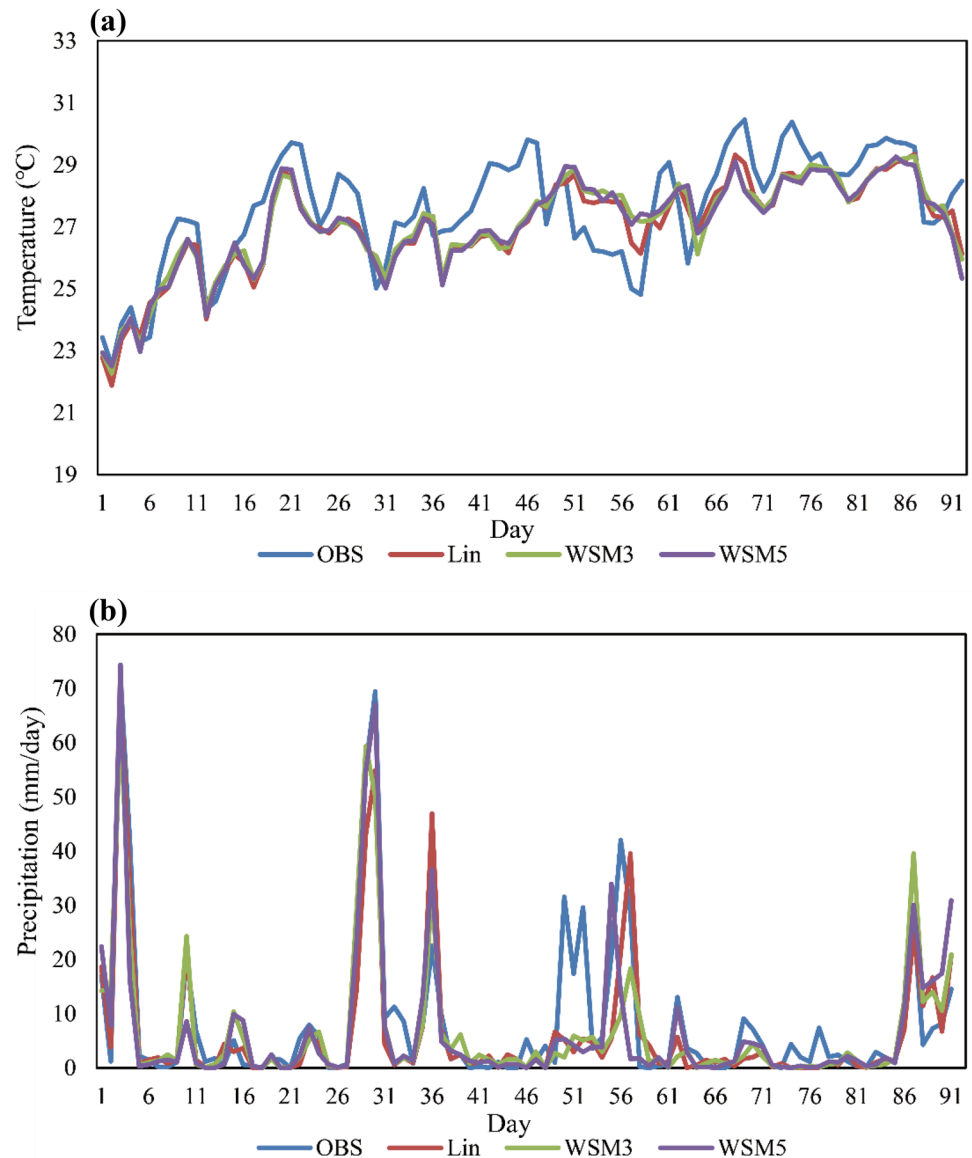 (a)
33
31
29
27
25
23
21
19
Temperature (℃)
1 6 11 16 21 26 31 36 41 46 51 56 61 66 71 76 81 86 91
Day
OBS Lin WSM3 WSM5
(b)
80
70
60
50
40
30
20
10
0
Precipitation (mm/day)
1 6 11 16 21 26 31 36 41 46 51 56 61 66 71 76 81 86 91
Day
OBS Lin WSM3 WSM5